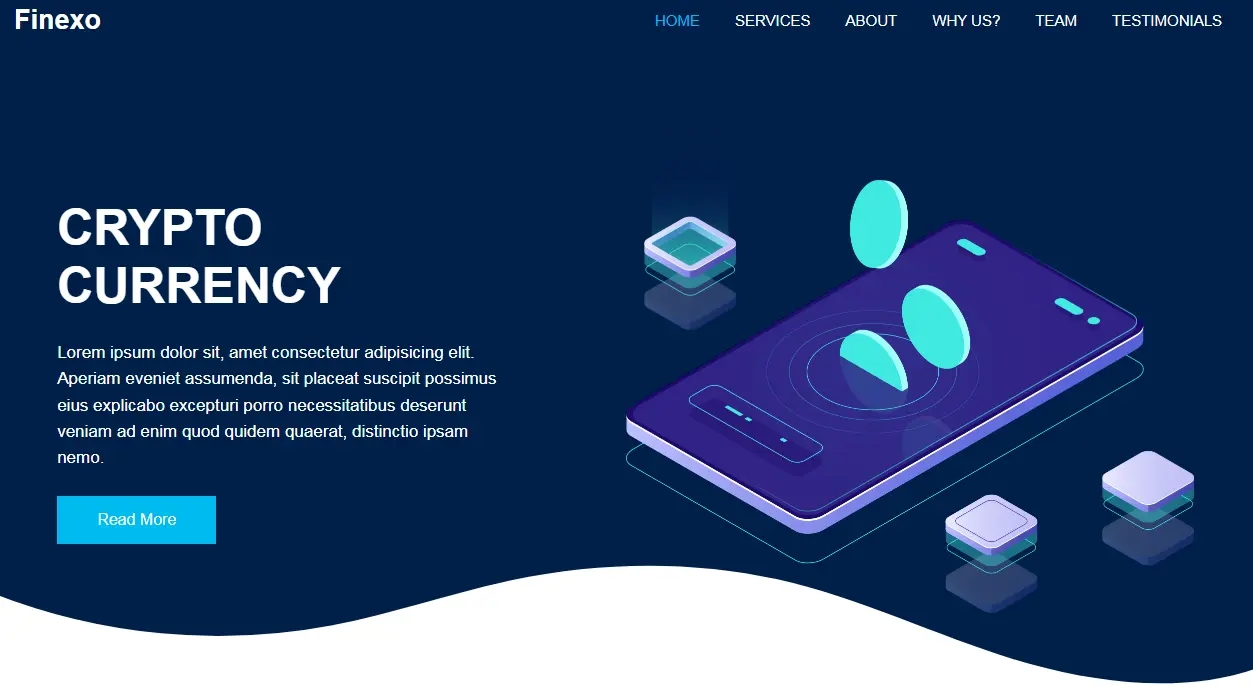 Finexo
HOME SERVICES ABOUT WHY US? TEAM TESTIMONIALS
CRYPTO
CURRENCY
Lorem ipsum dolor sit, amet consectetur adipisicing elit.
Aperiam eveniet assumenda, sit placeat suscipit possimus
eius explicabo excepturi porro necessitatibus deserunt
veniam ad enim quod quidem quaerat, distinctio ipsam
nemo.
Read More